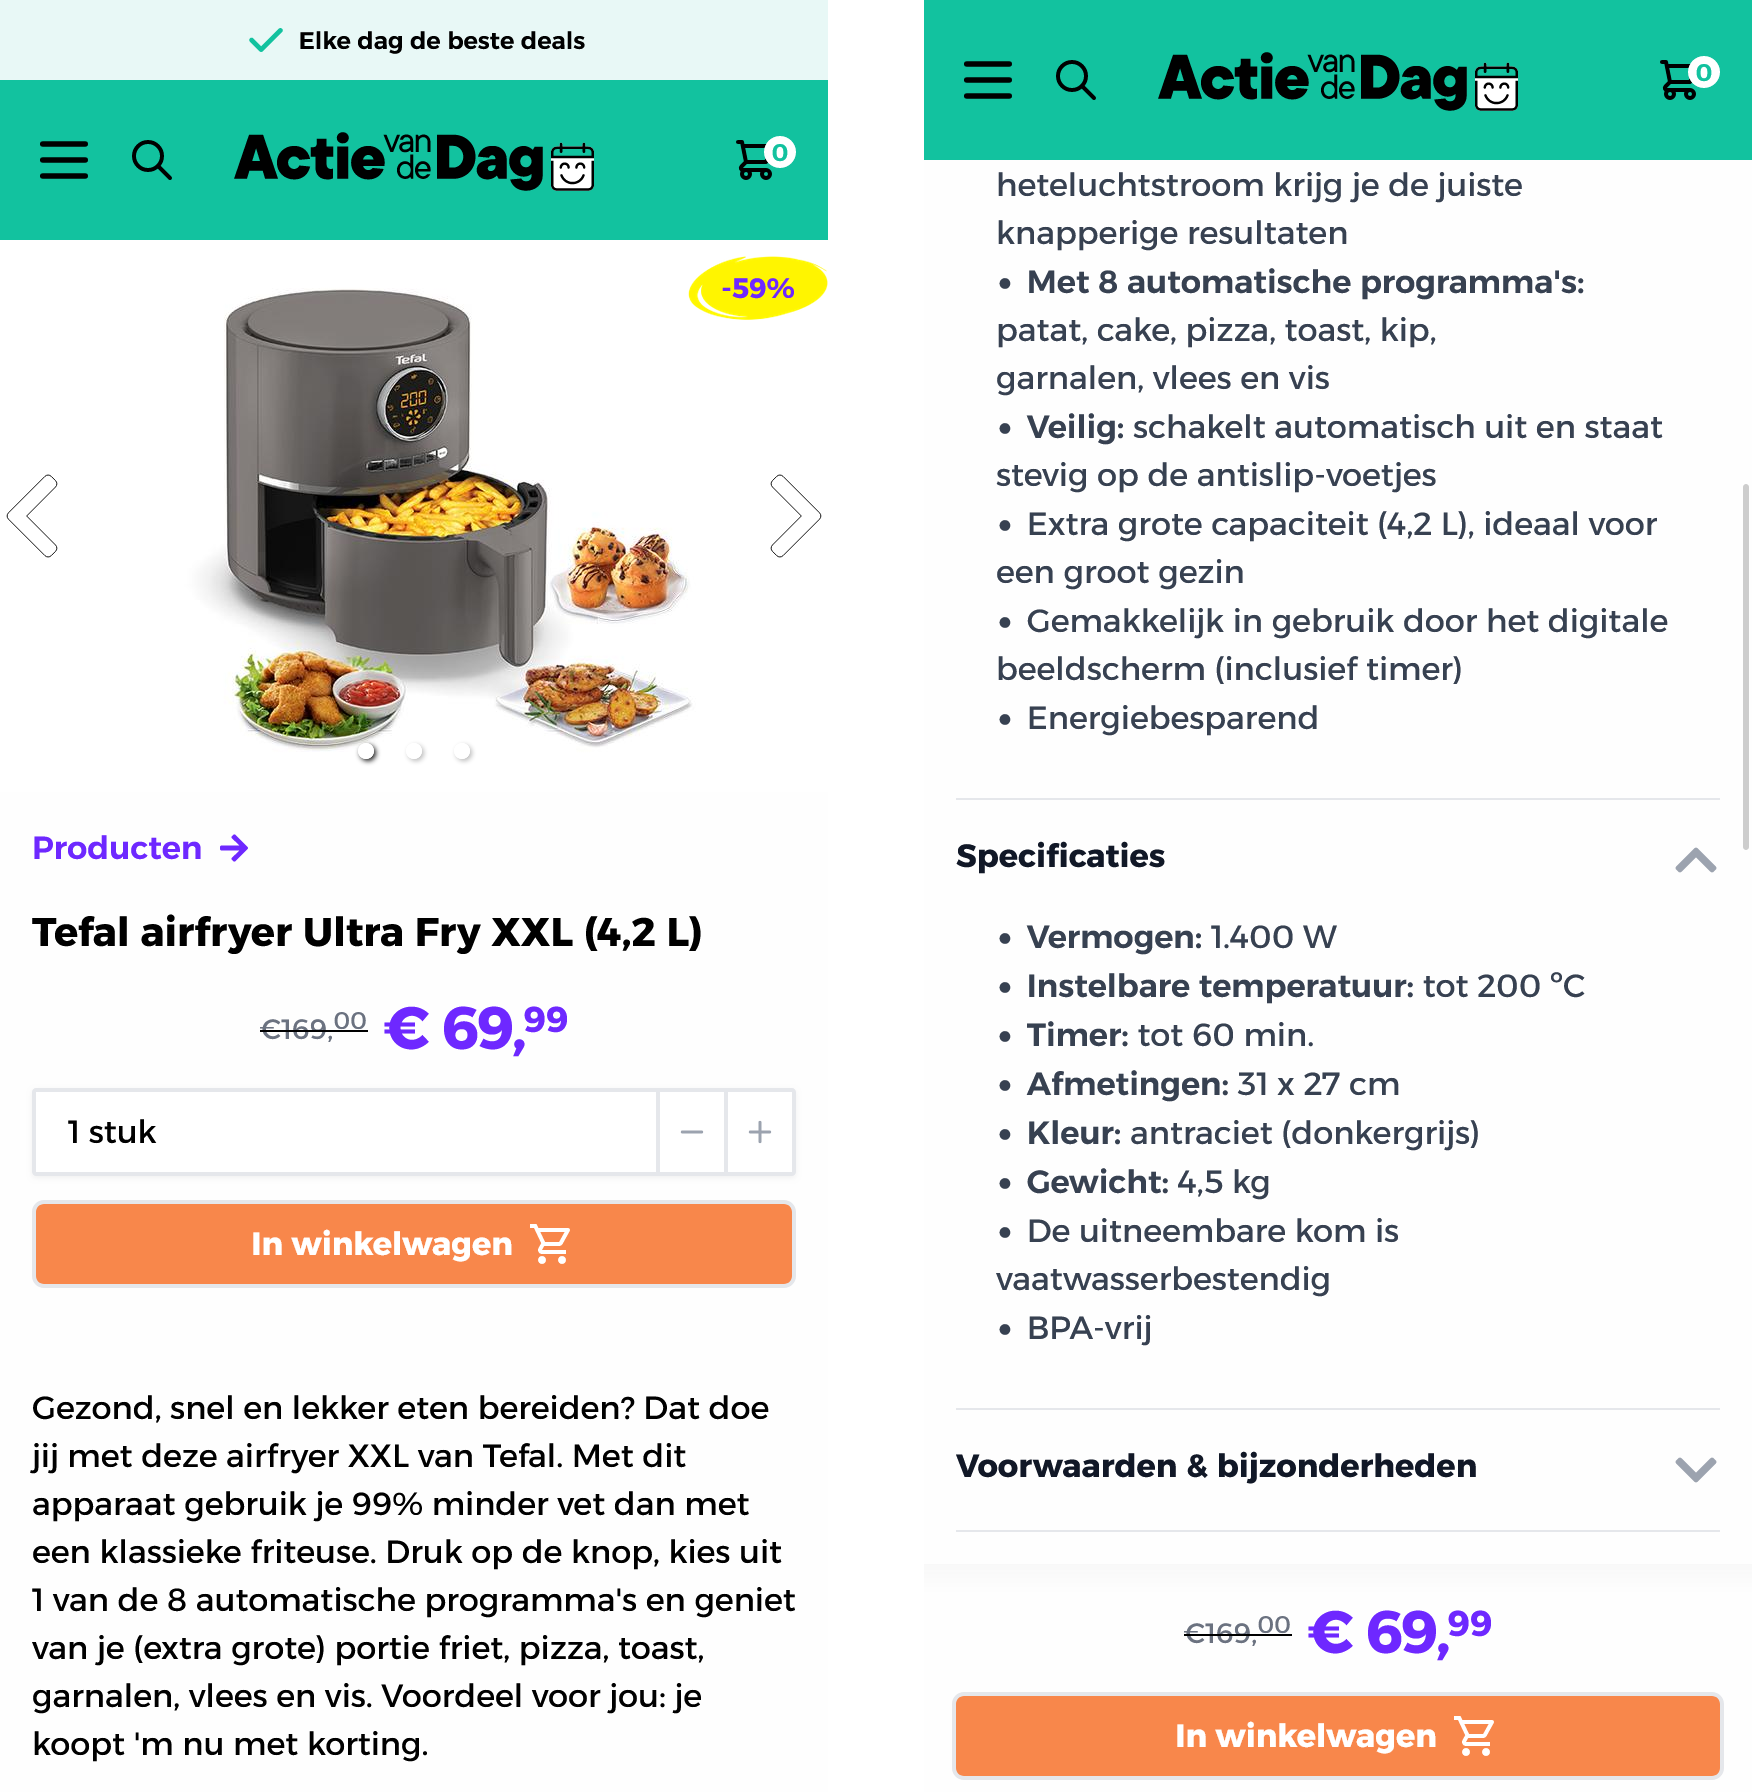 Elke dag de beste deals
Actie van de Dag
0
-59%
Tefal
200
Producten
Tefal airfryer Ultra Fry XXL (4,2 L)
€169,00 € 69,99
1 stuk
In winkelwagen
Gezond, snel en lekker eten bereiden? Dat doe
jij met deze airfryer XXL van Tefal. Met dit
apparaat gebruik je 99% minder vet dan met
een klassieke friteuse. Druk op de knop, kies uit
1 van de 8 automatische programma's en geniet
van je (extra grote) portie friet, pizza, toast,
garnalen, vlees en vis. Voordeel voor jou: je
koopt 'm nu met korting.
Actie van de Dag
0
heteluchtstroom krijg je de juiste
knapperige resultaten
• Met 8 automatische programma's:
patat, cake, pizza, toast, kip,
garnalen, vlees en vis
• Veilig: schakelt automatisch uit en staat
stevig op de antislip-voetjes
• Extra grote capaciteit (4,2 L), ideaal voor
een groot gezin
• Gemakkelijk in gebruik door het digitale
beeldscherm (inclusief timer)
• Energiebesparend
Specificaties
• Vermogen: 1.400 W
• Instelbare temperatuur: tot 200 °C
• Timer: tot 60 min.
• Afmetingen: 31 x 27 cm
• Kleur: antraciet (donkergrijs)
• Gewicht: 4,5 kg
• De uitneembare kom is
vaatwasserbestendig
• BPA-vrij
Voorwaarden & bijzonderheden
€169,00 € 69,99
In winkelwagen